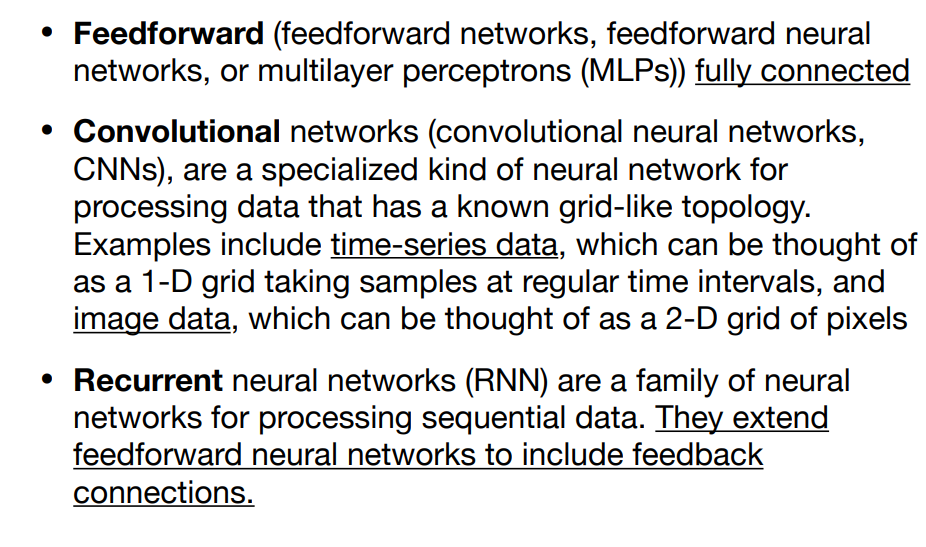 • Feedforward (feedforward networks, feedforward neural
networks, or multilayer perceptrons (MLPs)) fully connected
• Convolutional networks (convolutional neural networks,
CNNs), are a specialized kind of neural network for
processing data that has a known grid-like topology.
Examples include time-series data, which can be thought of
as a 1-D grid taking samples at regular time intervals, and
image data, which can be thought of as a 2-D grid of pixels
• Recurrent neural networks (RNN) are a family of neural
networks for processing sequential data. They extend
feedforward neural networks to include feedback
connections.